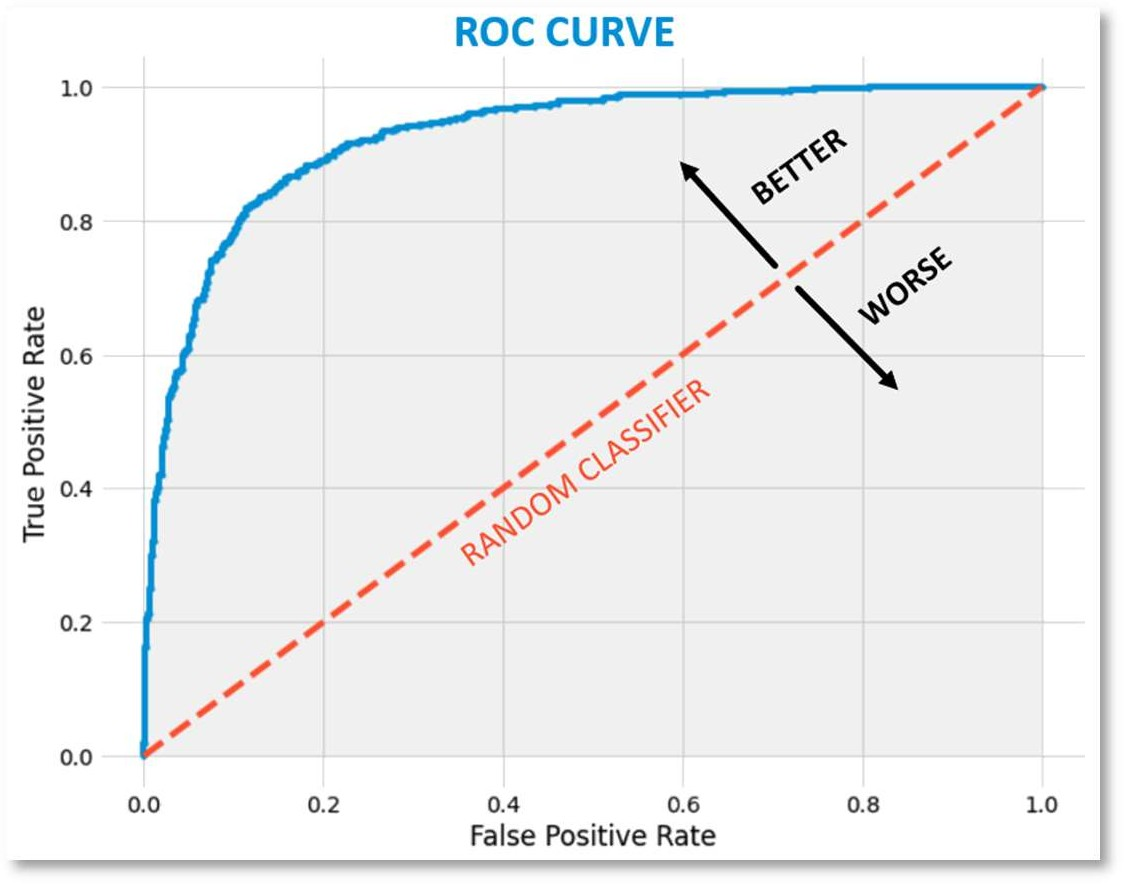 ROC CURVE
1.0
0.8
0.6
0.4
0.2
0.0
True Positive Rate
BETTER
WORSE
RANDOM CLASSIFIER
0.0 0.2 0.4 0.6 0.8 1.0
False Positive Rate